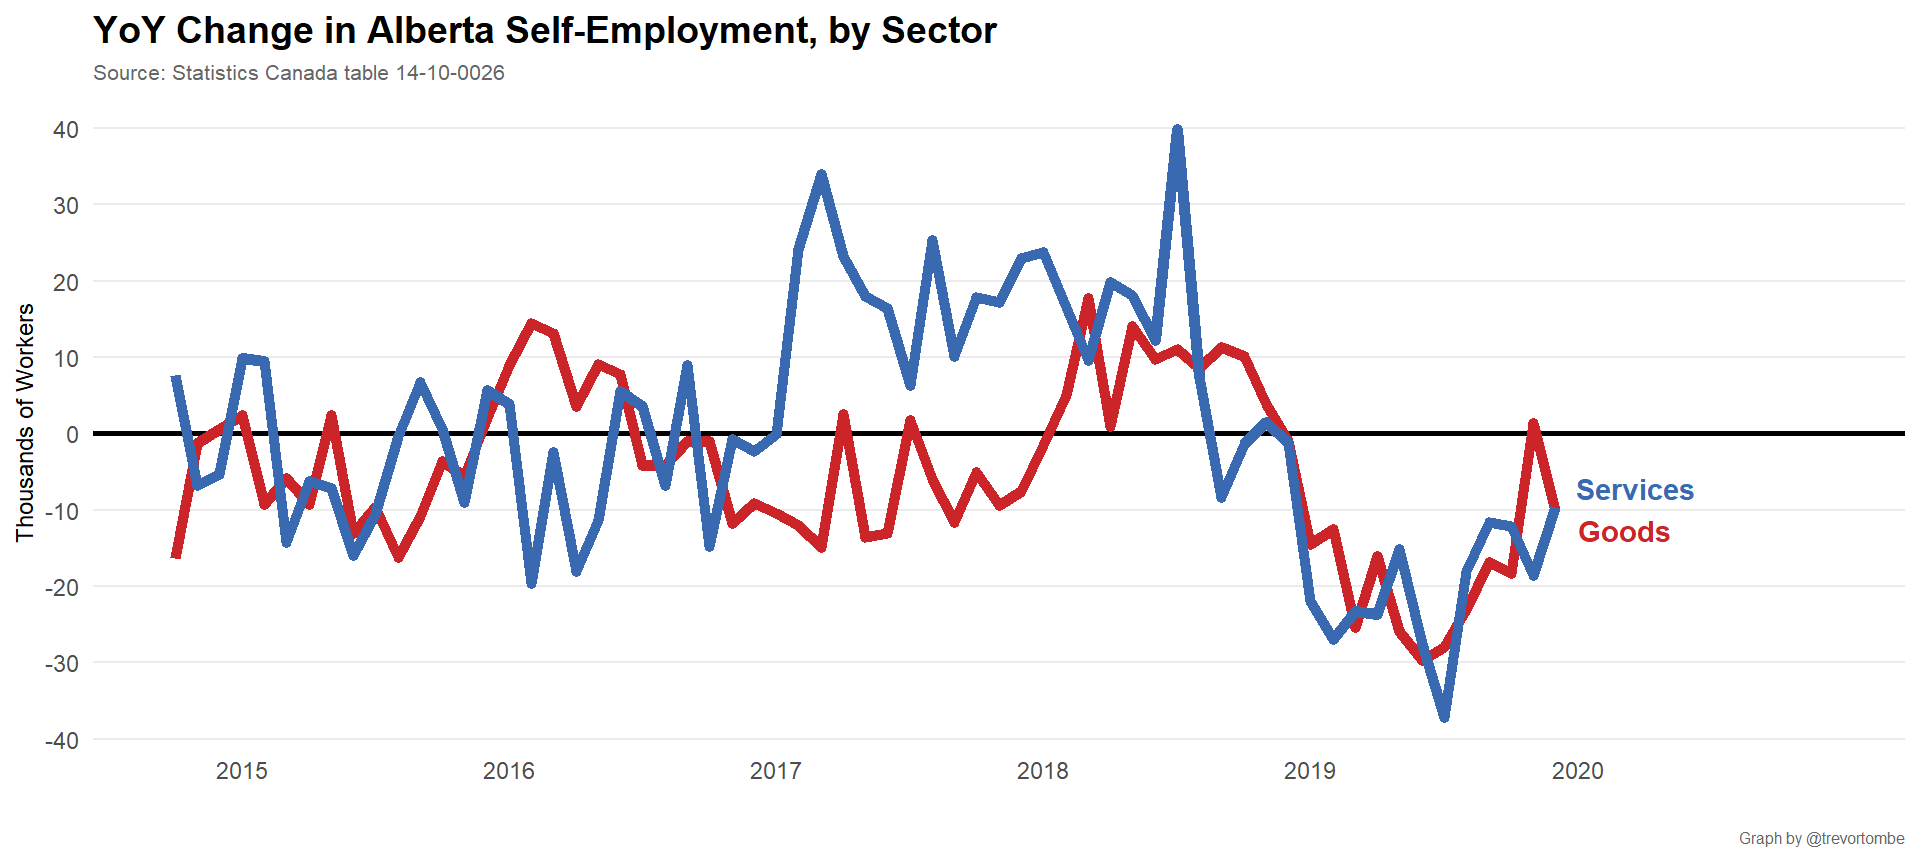 YoY Change in Alberta Self-Employment, by Sector
Source: Statistics Canada table 14-10-0026
Thousands of Workers
40
30
20
10
0
-10
-20
-30
-40
Services
Goods
2015
2016
2017
2018
2019
2020
Graph by @trevortombe